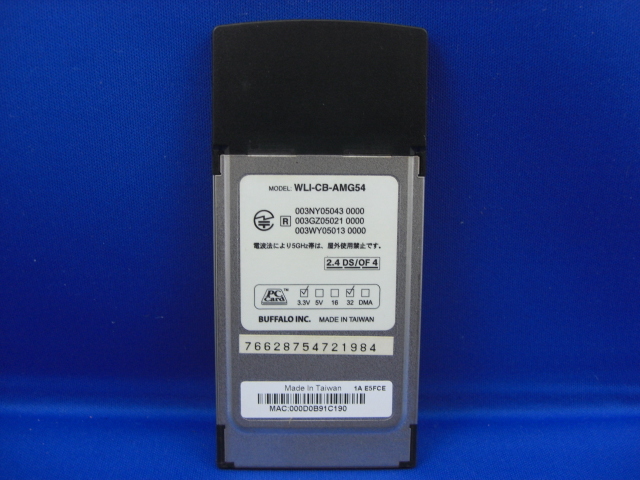 MODEL: WLI-CB-AMG54
R 003NY05043 0000
003GZ05021 0000
003WY05013 0000
電波法により5GHz帯は、屋外使用禁止です。
2.4 DS/OF 4
PC Card ™
3.3V 5V 16 32 DMA
BUFFALO INC. MADE IN TAIWAN
76628754721984
Made In Taiwan 1A E5FCE
MAC:000D0B91C190